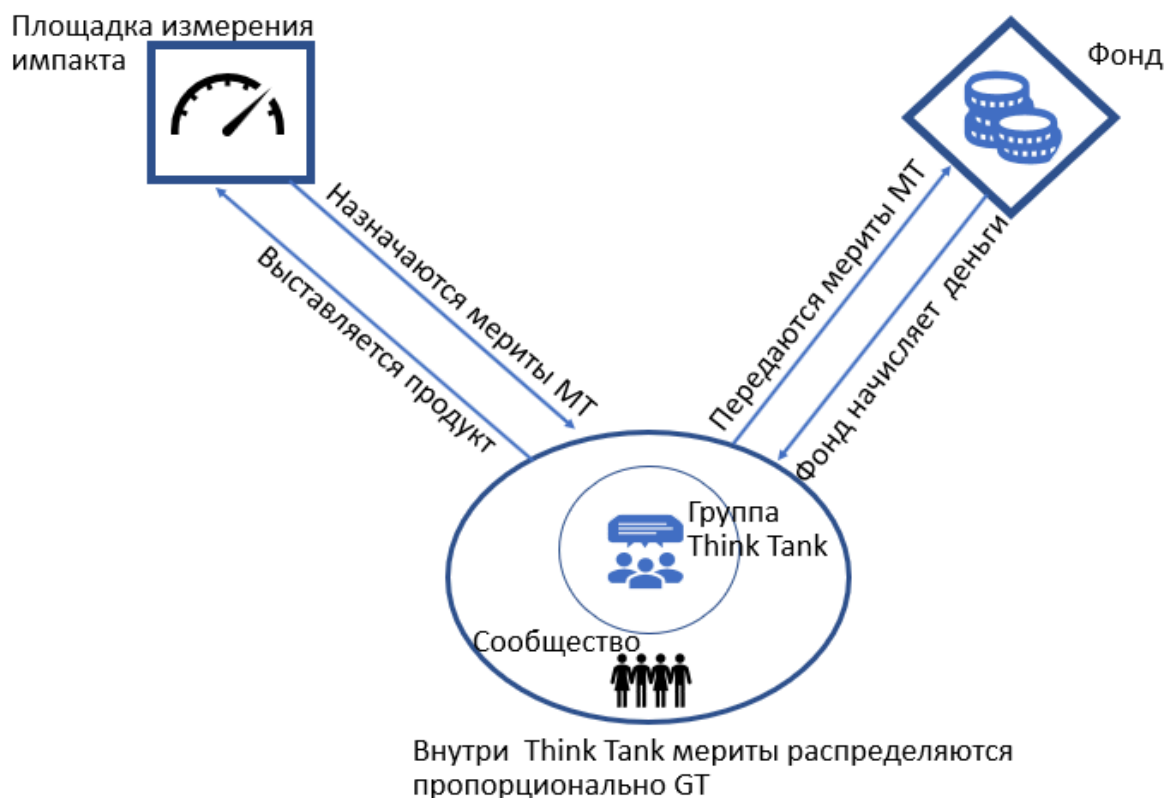 Площадка измерения
импакта
Фонд
Назначаются мериты МТ
Выставляется продукт
Передаются мериты МТ
Фонд начисляет деньги
Группа
Think Tank
Сообщество
Внутри Think Tank мериты распределяются
пропорционально GT